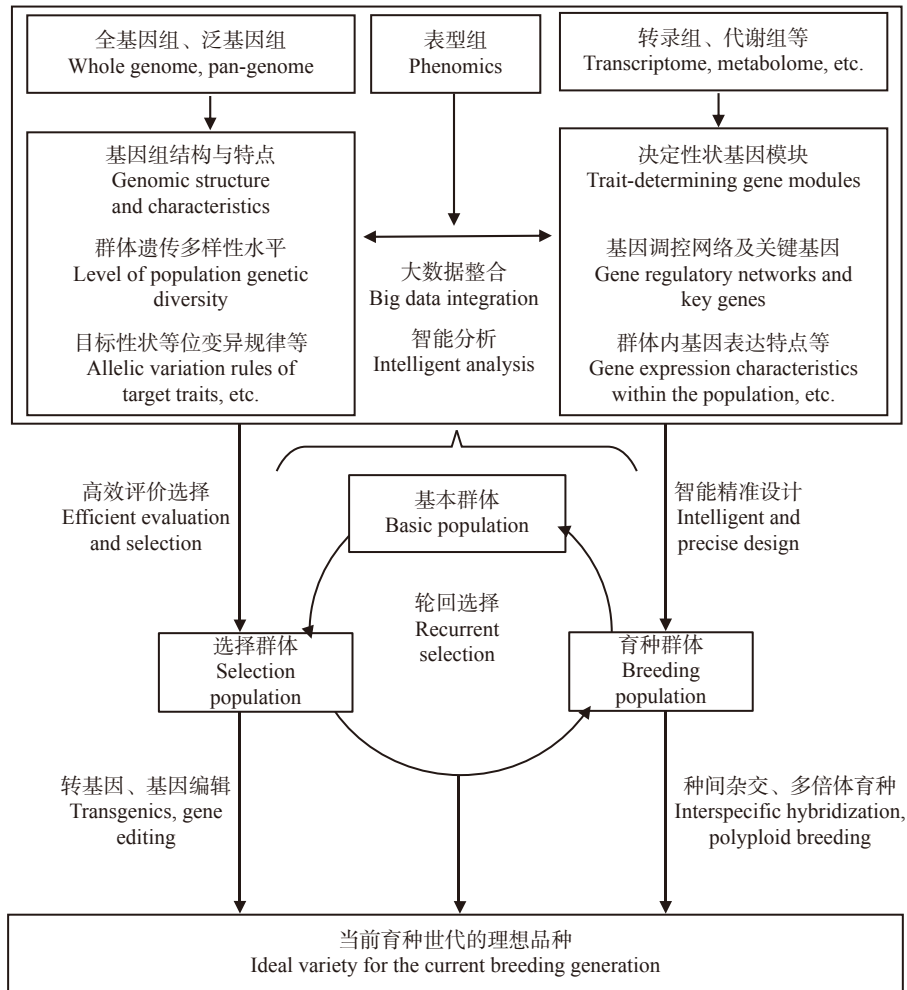 全基因组、泛基因组
Whole genome, pan-genome
表型组
Phenomics
转录组、代谢组等
Transcriptome, metabolome, etc.
基因组结构与特点
Genomic structure
and characteristics
群体遗传多样性水平
Level of population genetic
diversity
目标性状等位变异规律等
Allelic variation rules of
target traits, etc.
大数据整合
Big data integration
智能分析
Intelligent analysis
决定性状基因模块
Trait-determining gene modules
基因调控网络及关键基因
Gene regulatory networks and
key genes
群体内基因表达特点等
Gene expression characteristics
within the population, etc.
高效评价选择
Efficient evaluation
and selection
基本群体
Basic population
智能精准设计
Intelligent and
precise design
轮回选择
Recurrent
selection
选择群体
Selection
population
育种群体
Breeding
population
转基因、基因编辑
Transgenics, gene
editing
种间杂交、多倍体育种
Interspecific hybridization,
polyploid breeding
当前育种世代的理想品种
Ideal variety for the current breeding generation